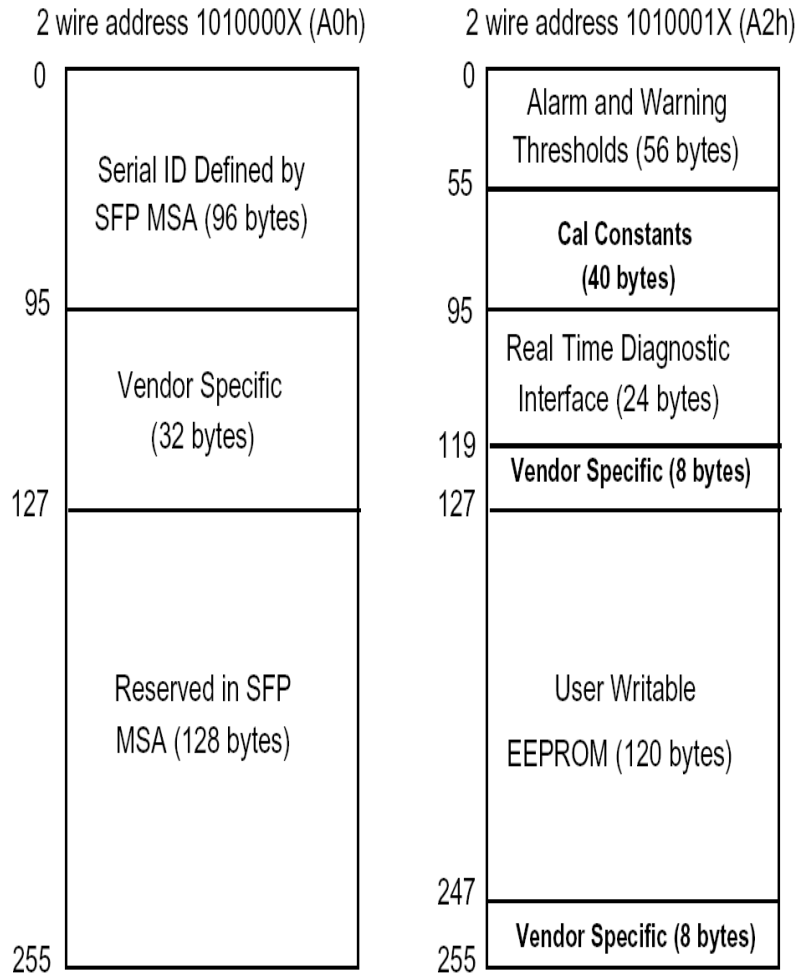 2 wire address 1010000X (A0h)
0
Serial ID Defined by
SFP MSA (96 bytes)
95
Vendor Specific
(32 bytes)
127
Reserved in SFP
MSA (128 bytes)
255
2 wire address 1010001X (A2h)
0
Alarm and Warning
Thresholds (56 bytes)
55
Cal Constants
(40 bytes)
95
Real Time Diagnostic
Interface (24 bytes)
119
Vendor Specific (8 bytes)
127
User Writable
EEPROM (120 bytes)
247
Vendor Specific (8 bytes)
255